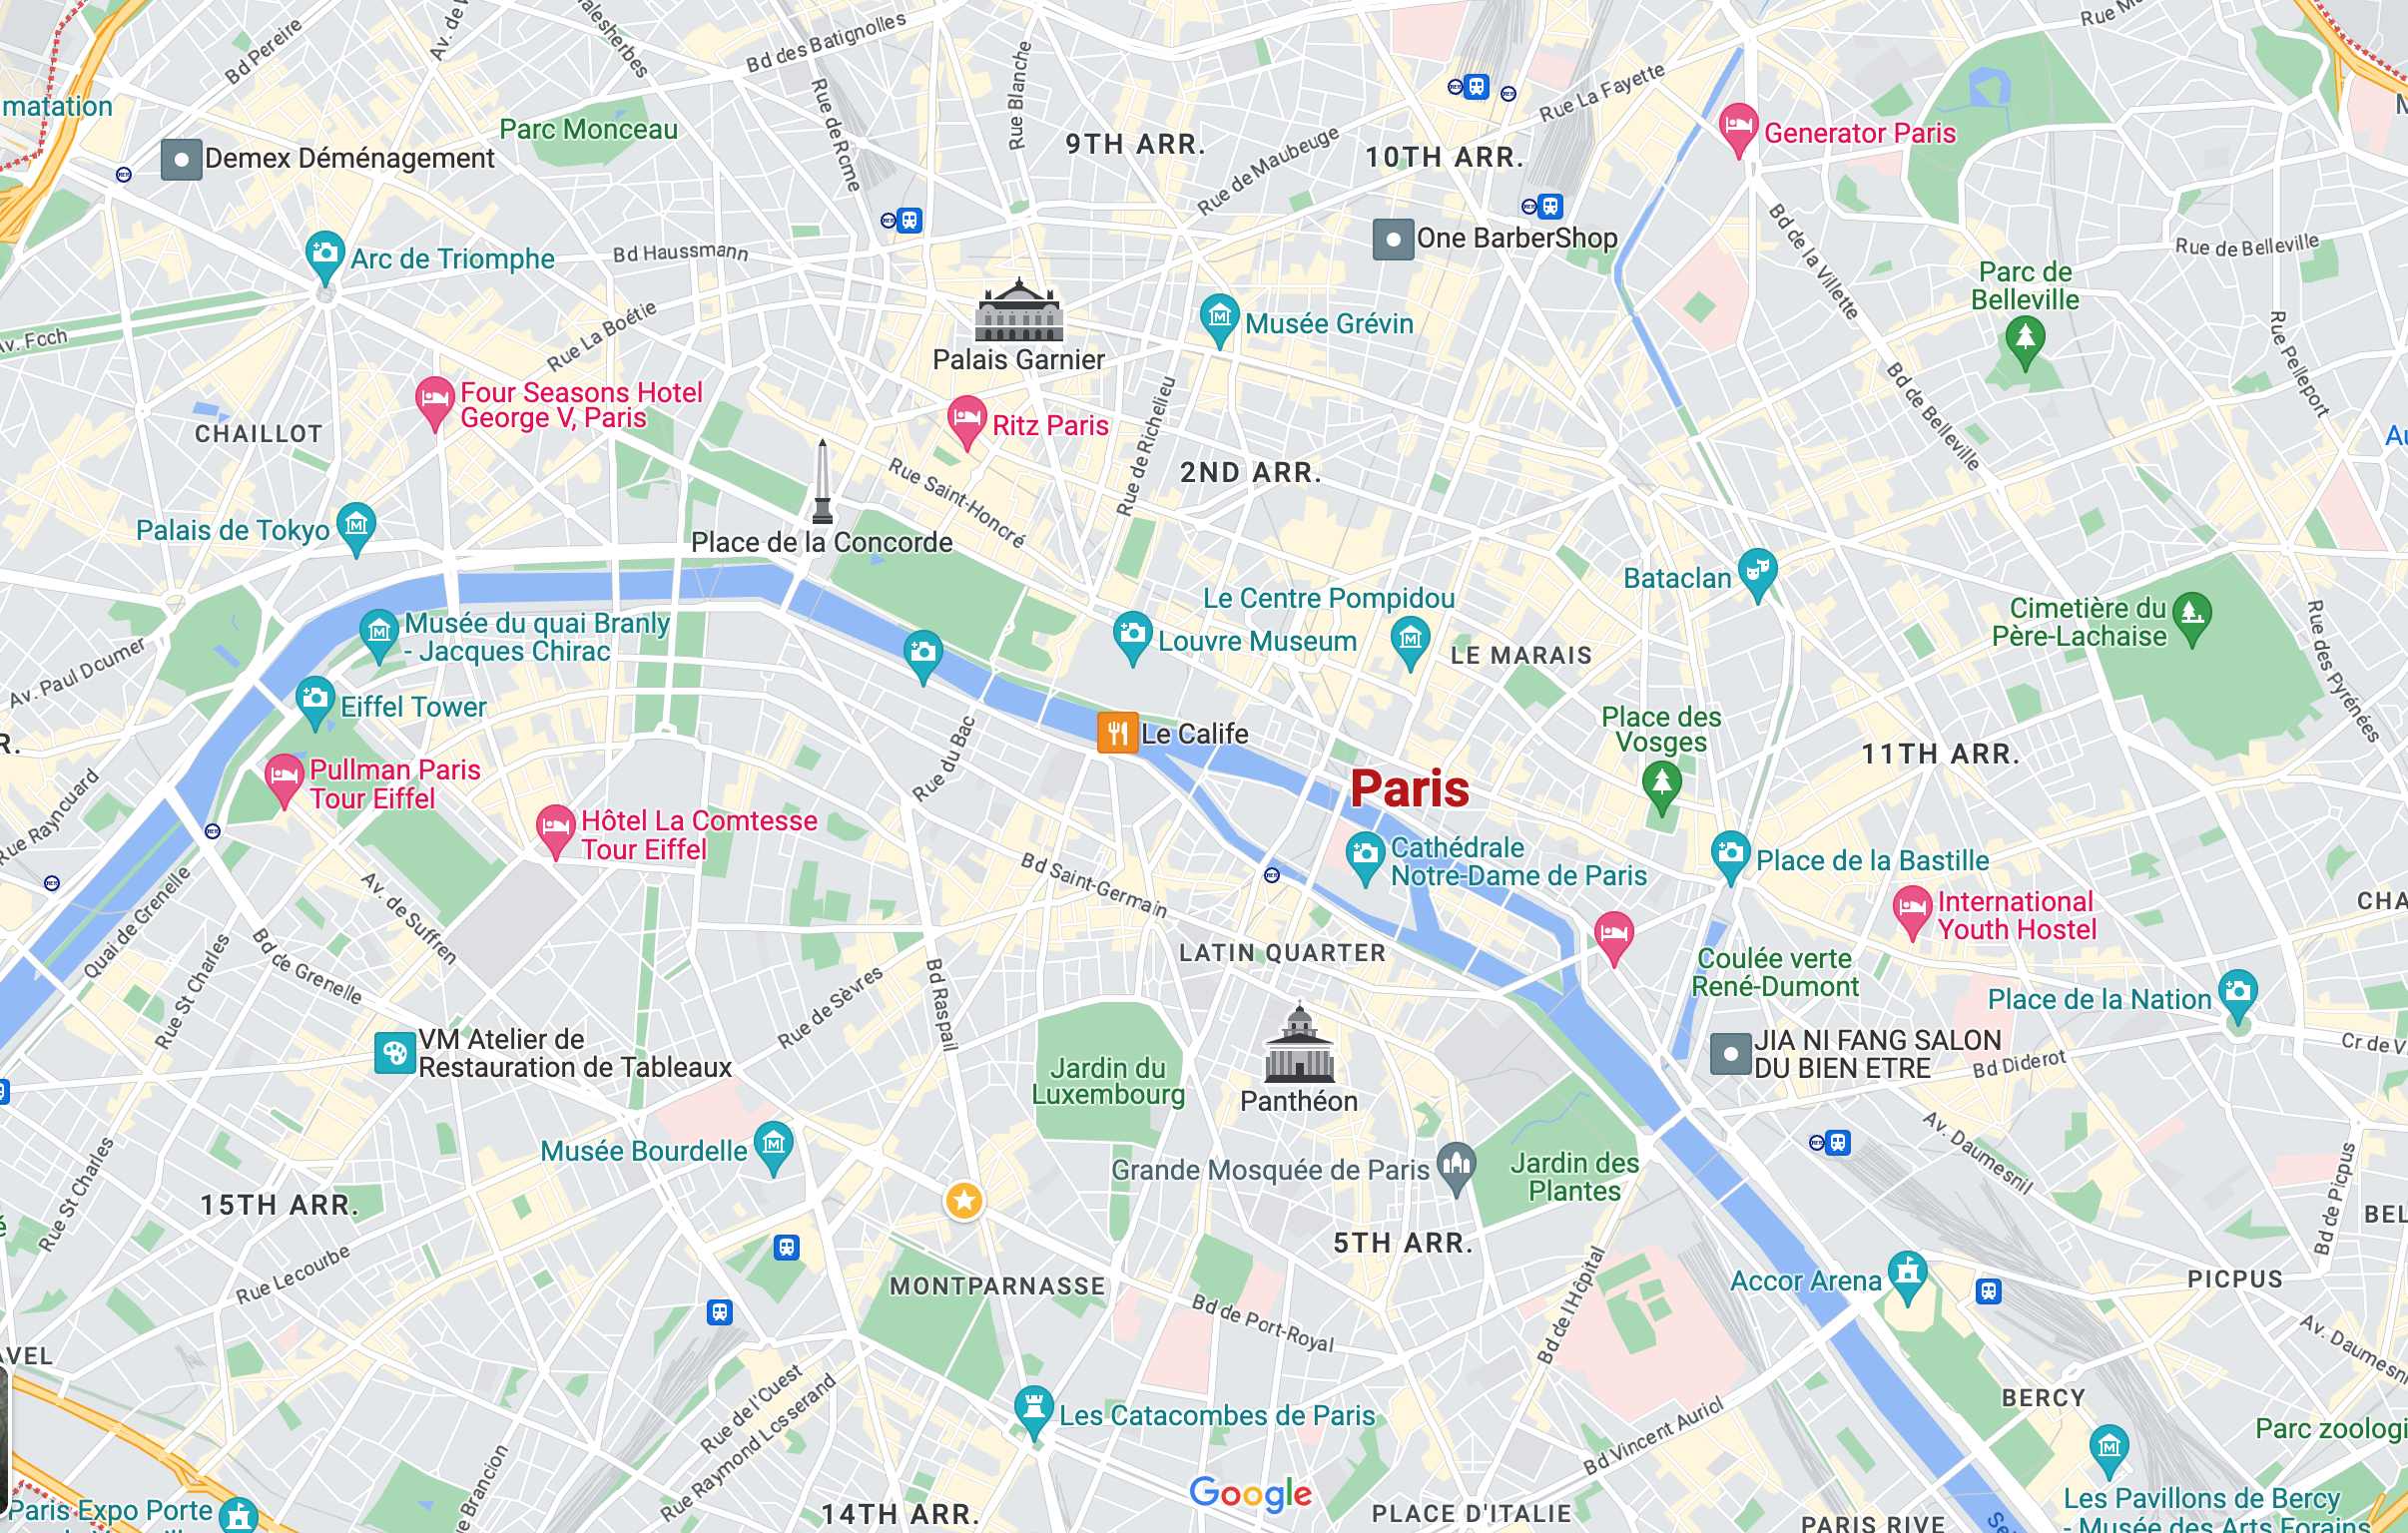 Rue Blanche
Bd Pereire
Bd des Batignolles
Rue de Rome
Parc Monceau
9TH ARR.
10TH ARR.
Rue de Maubeuge
Rue La Fayette
Generator Paris
matation
Demex Déménagement
Arc de Triomphe
Bd Haussmann
One BarberShop
Bd de la Villette
Rue de Belleville
Parc de
Belleville
Av. Foch
Rue La Boétie
Palais Garnier
Musée Grévin
Rue Pelleport
Four Seasons Hotel
George V, Paris
CHAILLOT
Ritz Paris
Rue de Richelieu
2ND ARR.
Bd de Belleville
Rue Saint-Honoré
Palais de Tokyo
Place de la Concorde
Bataclan
Le Centre Pompidou
Louvre Museum
LE MARAIS
Cimetière du
Père-Lachaise
Rue des Pyrénées
Musée du quai Branly
- Jacques Chirac
Av. Paul Doumer
Eiffel Tower
Rue du Bac
Le Calife
Place des
Vosges
11TH ARR.
Pullman Paris
Tour Eiffel
Rue Raynouard
Hôtel La Comtesse
Tour Eiffel
Paris
Cathédrale
Notre-Dame de Paris
Place de la Bastille
International
Youth Hostel
CHA
Bd Saint-Germain
Av. de Suffren
Quai de Grenelle
Bd de Grenelle
Rue St Charles
LATIN QUARTER
Coulée verte
René-Dumont
Place de la Nation
Rue de Sèvres
Bd Raspail
VM Atelier de
Restauration de Tableaux
Jardin du
Luxembourg
Panthéon
JIA NI FANG SALON
DU BIEN ETRE
Bd Diderot
Cr de V
Musée Bourdelle
Grande Mosquée de Paris
Jardin des
Plantes
Av. Daumesnil
Bd de Picpus
15TH ARR.
Rue St Charles
BEL
5TH ARR.
Rue Lecourbe
MONTPARNASSE
Bd de Port-Royal
Bd de l'Hôpital
Accor Arena
PICPUS
Av. Daumesni
AVEL
Rue de l'Ouest
Rue Raymond Losserand
Les Catacombes de Paris
Bd Vincent Auriol
BERCY
Parc zoologi
e Brancion
Google
Paris Expo Porte
14TH ARR.
PLACE D'ITALIE
PARIS RIVE
Les Pavillons de Bercy
- Musée des Arts Forains